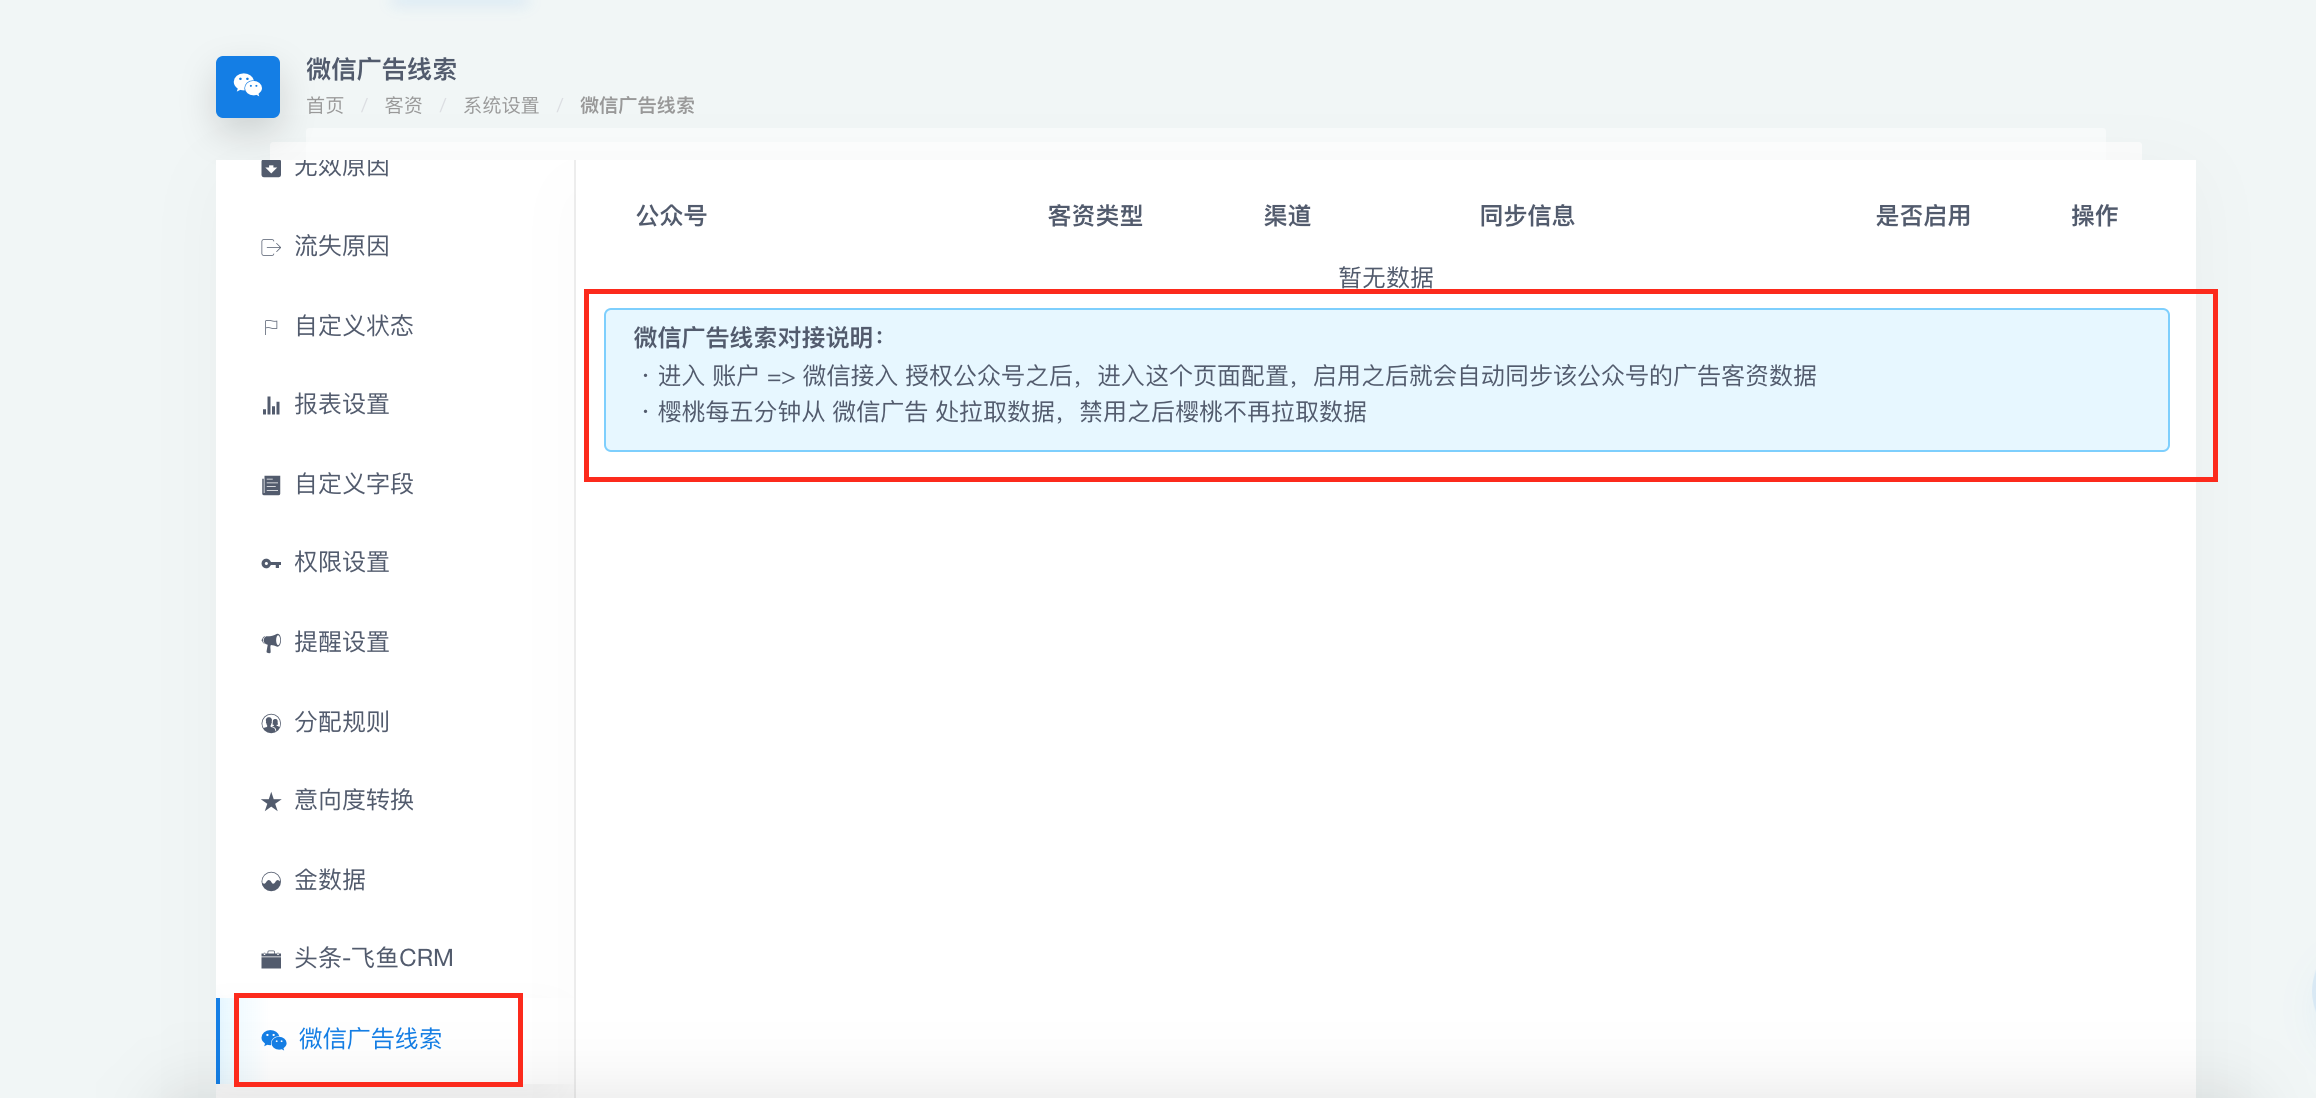 微信广告线索
首页 / 客资 / 系统设置 / 微信广告线索
无效原因
流失原因
自定义状态
报表设置
自定义字段
权限设置
提醒设置
分配规则
意向度转换
金数据
头条-飞鱼CRM
微信广告线索
公众号 客资类型 渠道 同步信息 是否启用 操作
暂无数据
微信广告线索对接说明：
· 进入 账户 => 微信接入 授权公众号之后，进入这个页面配置，启用之后就会自动同步该公众号的广告客资数据
· 樱桃每五分钟从 微信广告 处拉取数据，禁用之后樱桃不再拉取数据